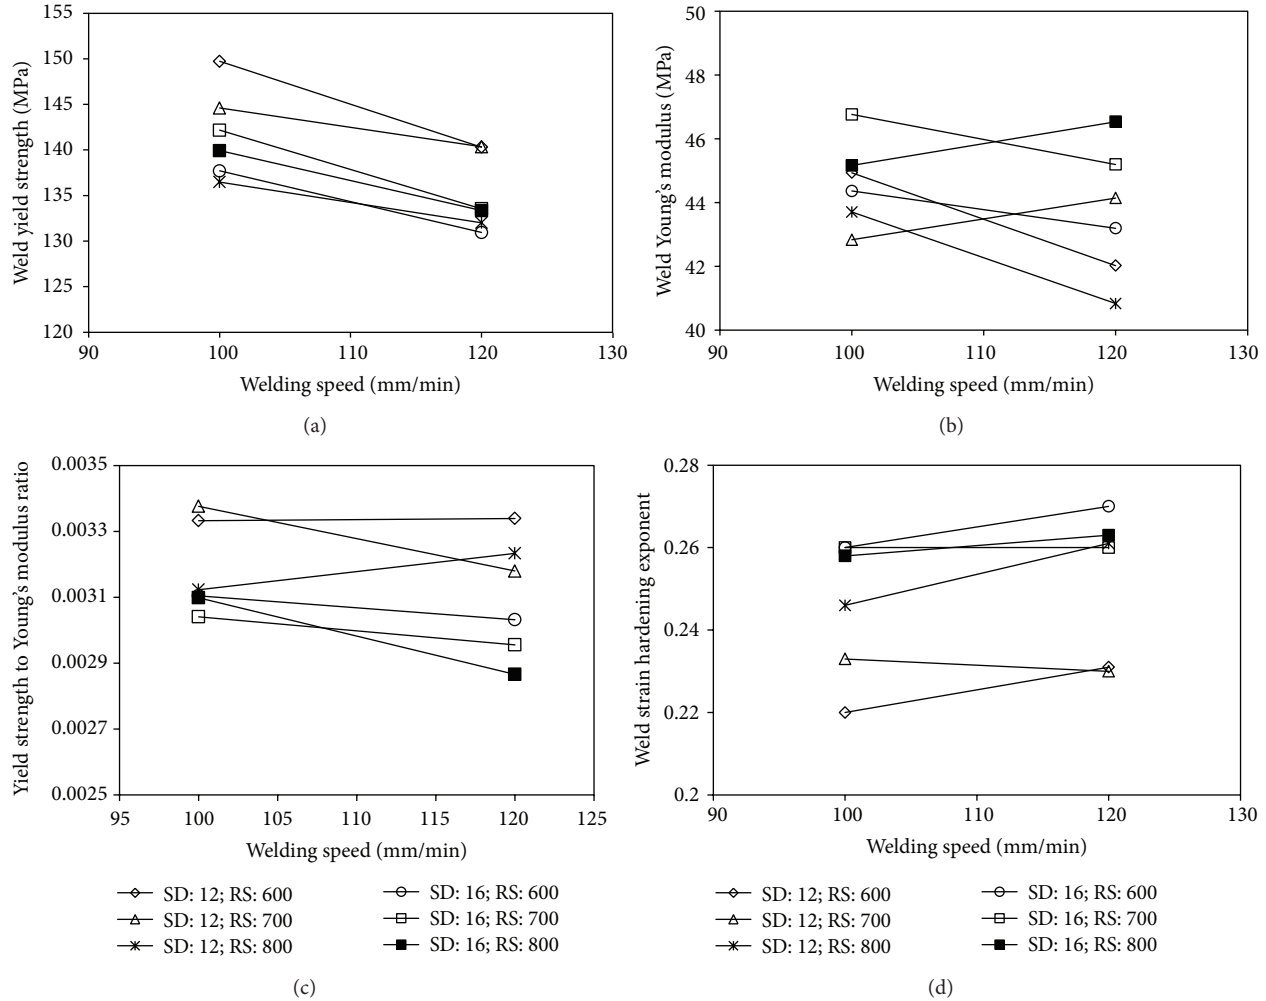 155
150
145
140
135
130
125
120
Weld yield strength (MPa)
90 100 110 120 130
Welding speed (mm/min)
(a)
50
48
46
44
42
40
Weld Young's modulus (MPa)
90 100 110 120 130
Welding speed (mm/min)
(b)
0.0035
0.0033
0.0031
0.0029
0.0027
0.0025
Yield strength to Young's modulus ratio
95 100 105 110 115 120 125
Welding speed (mm/min)
SD: 12; RS: 600 SD: 16; RS: 600
SD: 12; RS: 700 SD: 16; RS: 700
SD: 12; RS: 800 SD: 16; RS: 800
(c)
0.28
0.26
0.24
0.22
0.2
Weld strain hardening exponent
90 100 110 120 130
Welding speed (mm/min)
SD: 12; RS: 600 SD: 16; RS: 600
SD: 12; RS: 700 SD: 16; RS: 700
SD: 12; RS: 800 SD: 16; RS: 800
(d)